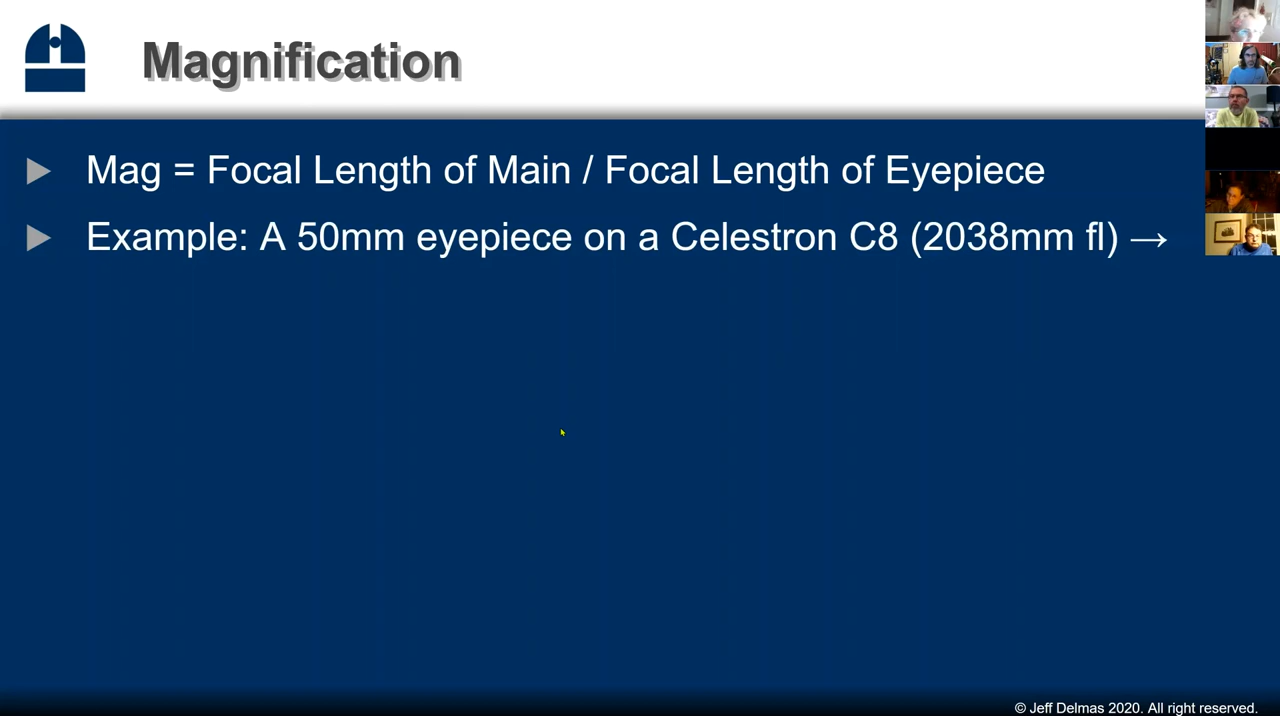 Magnification
Mag = Focal Length of Main / Focal Length of Eyepiece
Example: A 50mm eyepiece on a Celestron C8 (2038mm fl) →
© Jeff Delmas 2020. All right reserved.